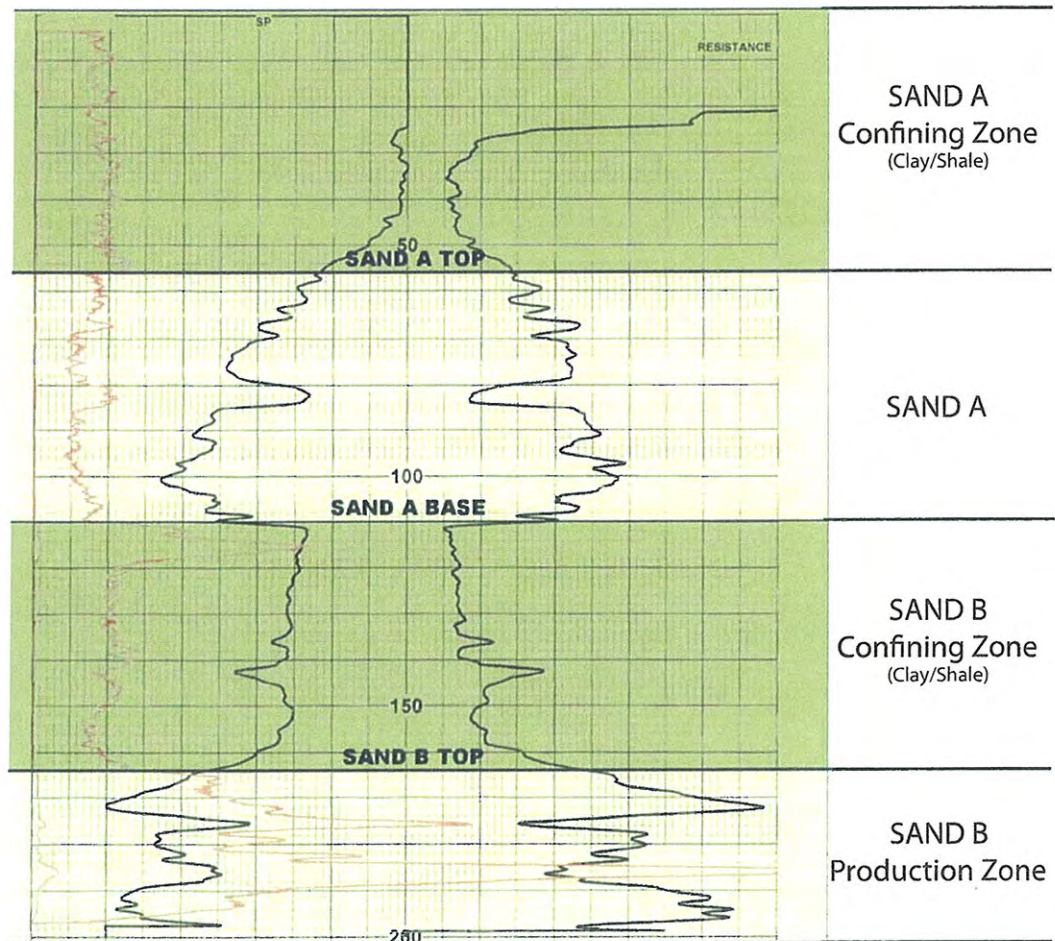 SP
RESISTANCE
SAND A
Confining Zone
(Clay/Shale)
50
SAND A TOP
SAND A
100
SAND A BASE
SAND B
Confining Zone
(Clay/Shale)
150
SAND B TOP
SAND B
Production Zone